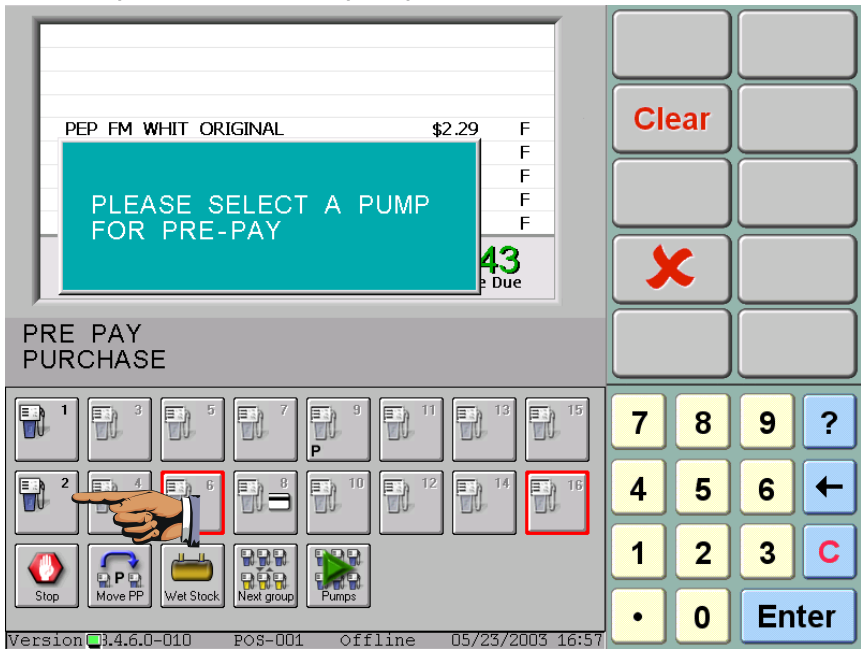 PEP FM WHIT ORIGINAL $2.29 F
F
F
F
F
PLEASE SELECT A PUMP
FOR PRE-PAY
43
Due
PRE PAY
PURCHASE
Clear
1 3 5 7 9 11 13 15
P
2 4 6 8 10 12 14 16
P
Stop Move PP Wet Stock Next group Pumps
7 8 9 ?
4 5 6 ←
1 2 3 C
• 0 Enter
Version 3.4.6.0-010 POS-001 Offline 05/23/2003 16:57